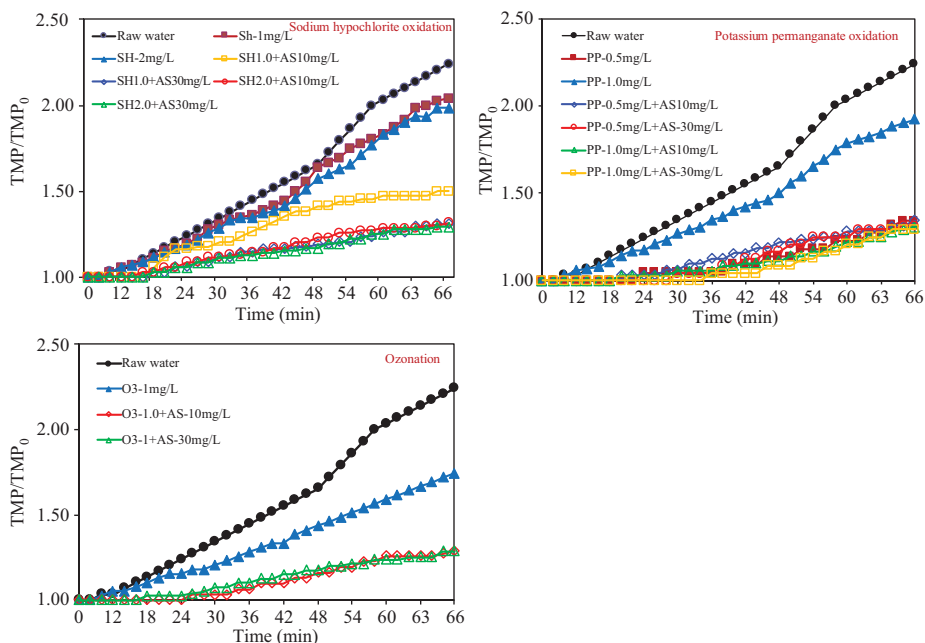 2.50
2.00
1.50
1.00
TMP/TMP0
Sodium hypochlorite oxidation
Raw water
Sh-1mg/L
SH-2mg/L
SH1.0+AS10mg/L
SH1.0+AS30mg/L
SH2.0+AS10mg/L
SH2.0+AS30mg/L
0 6 12 18 24 30 36 42 48 54 60 66
Time (min)
2.50
2.00
1.50
1.00
TMP/TMP0
Potassium permanganate oxidation
Raw water
PP-0.5mg/L
PP-1.0mg/L
PP-0.5mg/L+AS10mg/L
PP-0.5mg/L+AS-30mg/L
PP-1.0mg/L+AS10mg/L
PP-1.0mg/L+AS-30mg/L
0 12 18 24 30 36 42 48 54 60 63 66
Time (min)
2.50
2.00
1.50
1.00
TMP/TMP0
Ozonation
Raw water
O3-1mg/L
O3-1.0+AS-10mg/L
O3-1+AS-30mg/L
0 6 12 18 24 30 36 42 48 54 60 66
Time (min)